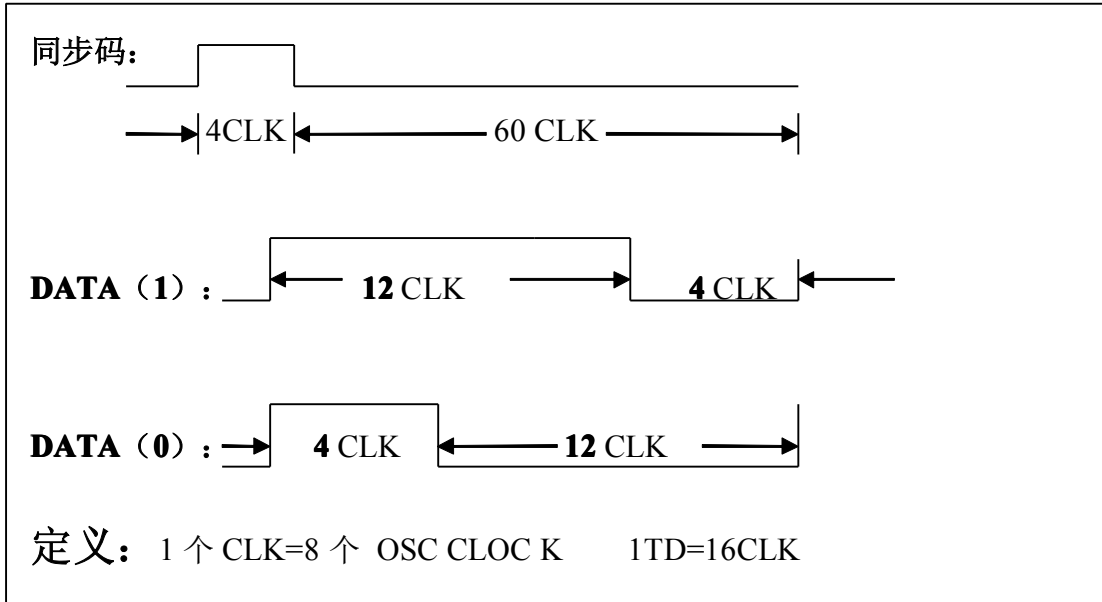 同步码：
4CLK 60 CLK
DATA（1）： 12 CLK 4 CLK
DATA（0）： 4 CLK 12 CLK
定义： 1 个 CLK=8 个 OSC CLOC K 1TD=16CLK